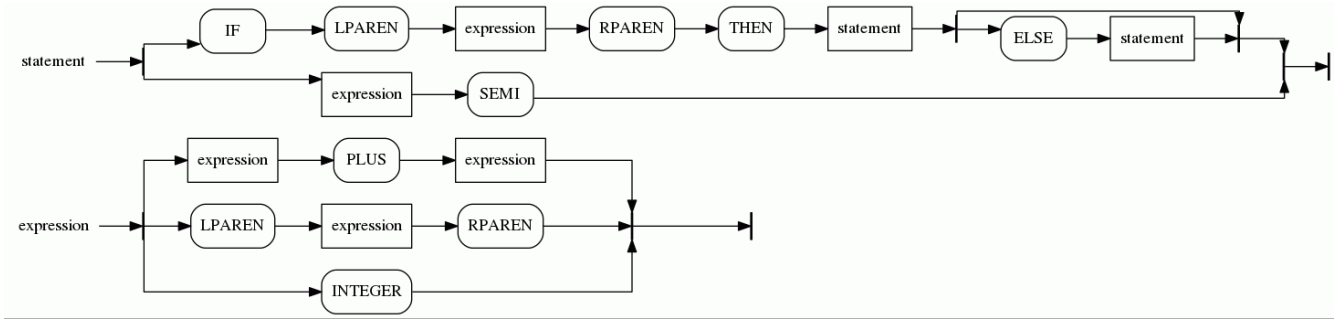 IF LPAREN expression RPAREN THEN statement ELSE statement
statement
expression SEMI
expression PLUS expression
expression LPAREN expression RPAREN
INTEGER